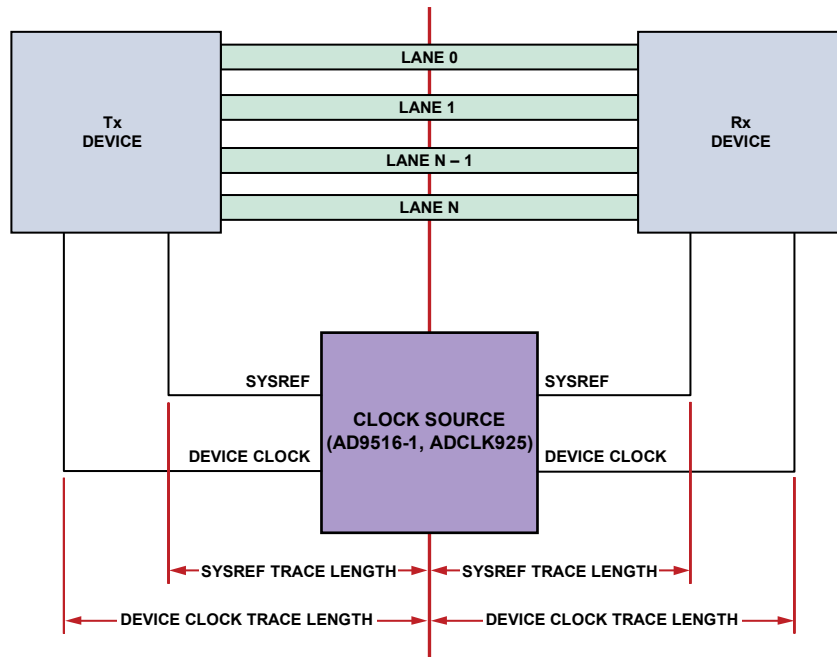 LANE 0
LANE 1
LANE N – 1
LANE N
Tx
DEVICE
Rx
DEVICE
SYSREF
SYSREF
CLOCK SOURCE
(AD9516-1, ADCLK925)
DEVICE CLOCK
DEVICE CLOCK
SYSREF TRACE LENGTH
SYSREF TRACE LENGTH
DEVICE CLOCK TRACE LENGTH
DEVICE CLOCK TRACE LENGTH